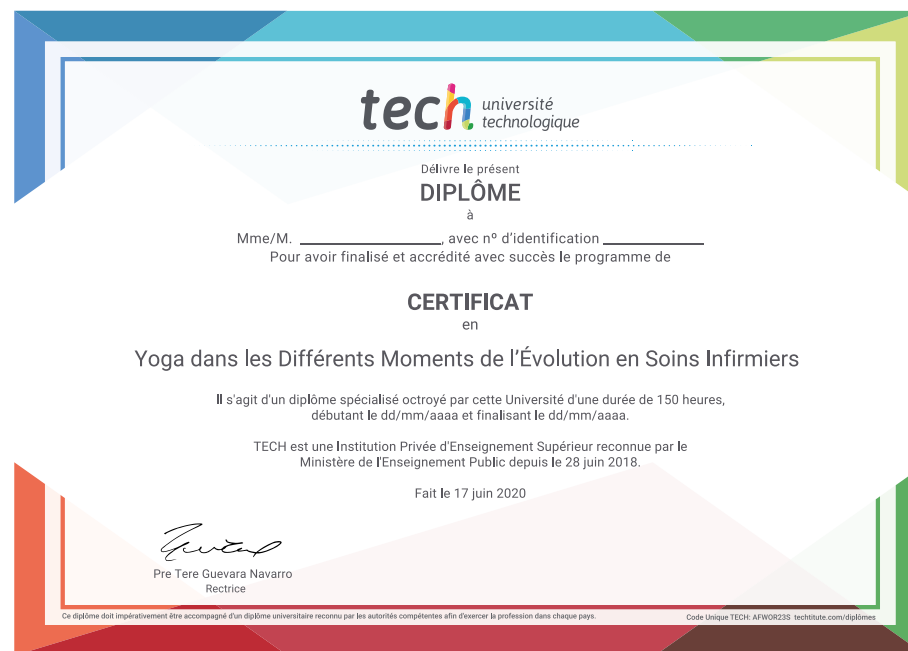 tech université
technologique
Délivre le présent
DIPLÔME
à
Mme/M. ____________________, avec nº d'identification ______________
Pour avoir finalisé et accrédité avec succès le programme de
CERTIFICAT
en
Yoga dans les Différents Moments de l'Évolution en Soins Infirmiers
Il s'agit d'un diplôme spécialisé octroyé par cette Université d'une durée de 150 heures,
débutant le dd/mm/aaaa et finalisant le dd/mm/aaaa.
TECH est une Institution Privée d'Enseignement Supérieur reconnue par le
Ministère de l'Enseignement Public depuis le 28 juin 2018.
Fait le 17 juin 2020
Pre Tere Guevara Navarro
Rectrice
Ce diplôme doit impérativement être accompagné d'un diplôme universitaire reconnu par les autorités compétentes afin d'exercer la profession dans chaque pays.
Code Unique TECH: AFWOR23S techtitute.com/diplômes